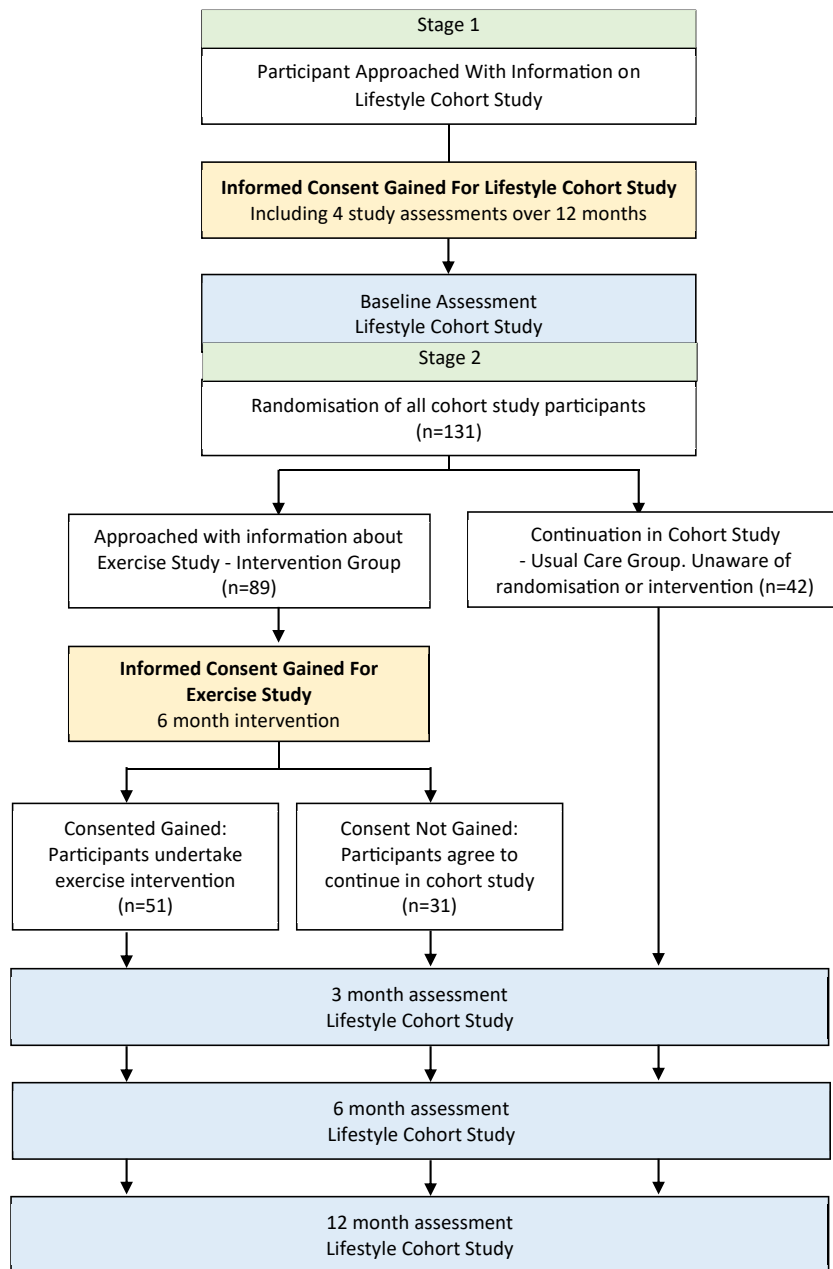 Stage 1
Participant Approached With Information on
Lifestyle Cohort Study
Informed Consent Gained For Lifestyle Cohort Study
Including 4 study assessments over 12 months
Baseline Assessment
Lifestyle Cohort Study
Stage 2
Randomisation of all cohort study participants
(n=131)
Approached with information about
Exercise Study - Intervention Group
(n=89)
Continuation in Cohort Study
- Usual Care Group. Unaware of
randomisation or intervention (n=42)
Informed Consent Gained For
Exercise Study
6 month intervention
Consented Gained:
Participants undertake
exercise intervention
(n=51)
Consent Not Gained:
Participants agree to
continue in cohort study
(n=31)
3 month assessment
Lifestyle Cohort Study
6 month assessment
Lifestyle Cohort Study
12 month assessment
Lifestyle Cohort Study